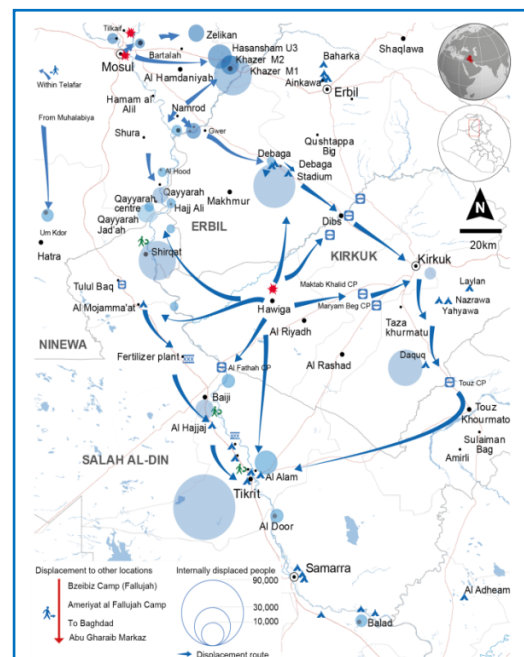 Tilkaif
Zelikan
Mosul
Bartalah
Hasansham U3
Khazer M2
Khazer M1
Al Hamdaniyah
Baharka
Shaqlawa
Ainkawa
Erbil
Within Telafar
Hamam al
Alil
Namrod
From Muhalabiya
Shura
Gwer
Qushtappa
Big
Debaga
Debaga
Stadium
Al Hood
Qayyarah
Qayyarah
centre
Hajj Ali
Makhmur
Qayyarah
Jad'ah
Um Kdor
Hatra
ERBIL
Dibs
N
20km
Shirqat
KIRKUK
Kirkuk
Tulul Baq
Maktab Khalid CP
Laylan
Al Mojamma'at
Hawiga
Maryam Beg CP
Nazrawa
Yahyawa
Taza
khurmatu
Al Riyadh
NINEWA
Fertilizer plant
Al Fathah CP
Al Rashad
Daquq
Touz CP
Baiji
Al Hajjaj
Touz
Khourmato
Sulaiman
Bag
Amirli
SALAH AL-DIN
Al Alam
Tikrit
Al Door
Samarra
Al Adheam
Balad
Displacement to other locations
Bzeibiz Camp (Fallujah)
Ameriyat al Fallujah Camp
To Baghdad
Abu Gharaib Markaz
Internally displaced people
90,000
30,000
10,000
Displacement route